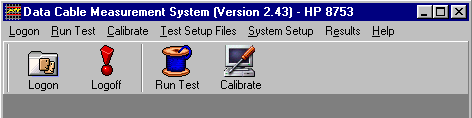 Data Cable Measurement System (Version 2.43) - HP 8753
Logon Run Test Calibrate Test Setup Files System Setup Results Help
Logon Logoff Run Test Calibrate